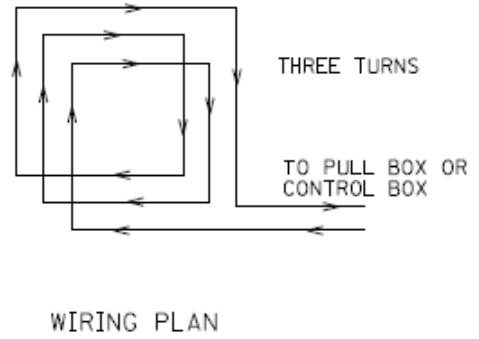 THREE TURNS
TO PULL BOX OR
CONTROL BOX
WIRING PLAN